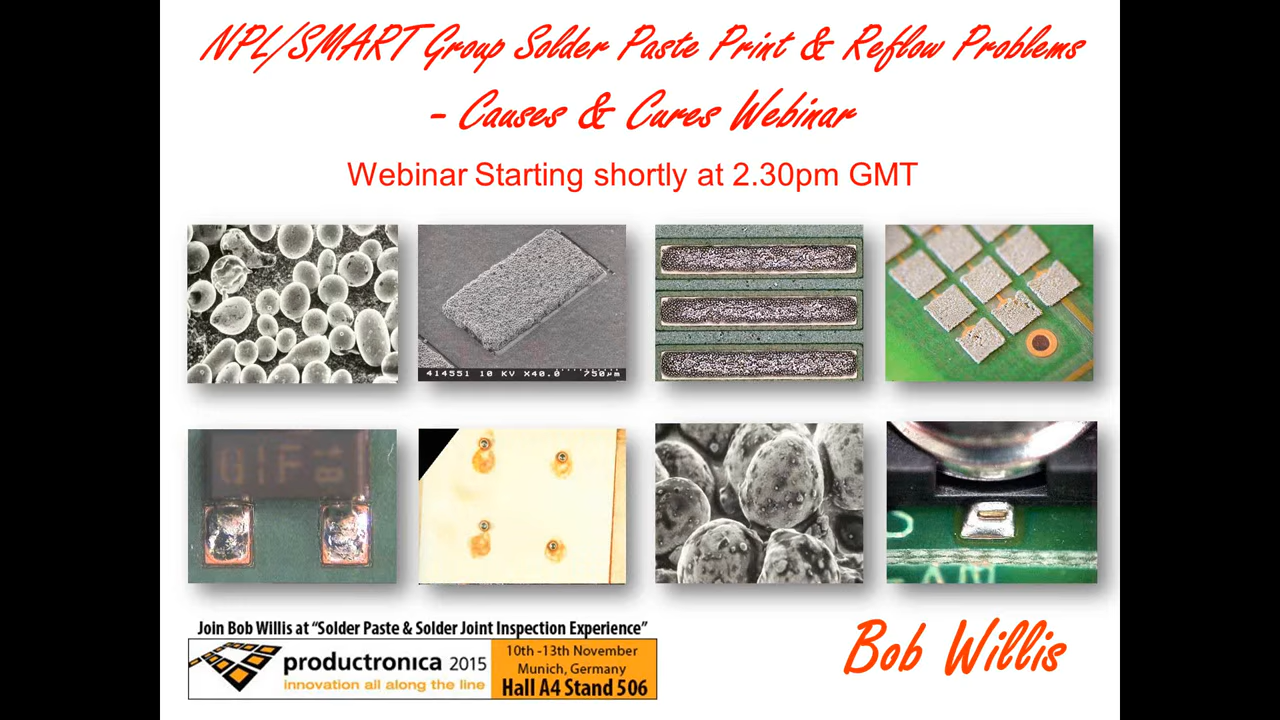 NPL/SMART Group Solder Paste Print & Reflow Problems
- Causes & Cures Webinar
Webinar Starting shortly at 2.30pm GMT
414551 10 KV X40.0 750µm
Join Bob Willis at “Solder Paste & Solder Joint Inspection Experience”
productronica 2015
innovation all along the line
10th -13th November
Munich, Germany
Hall A4 Stand 506
Bob Willis